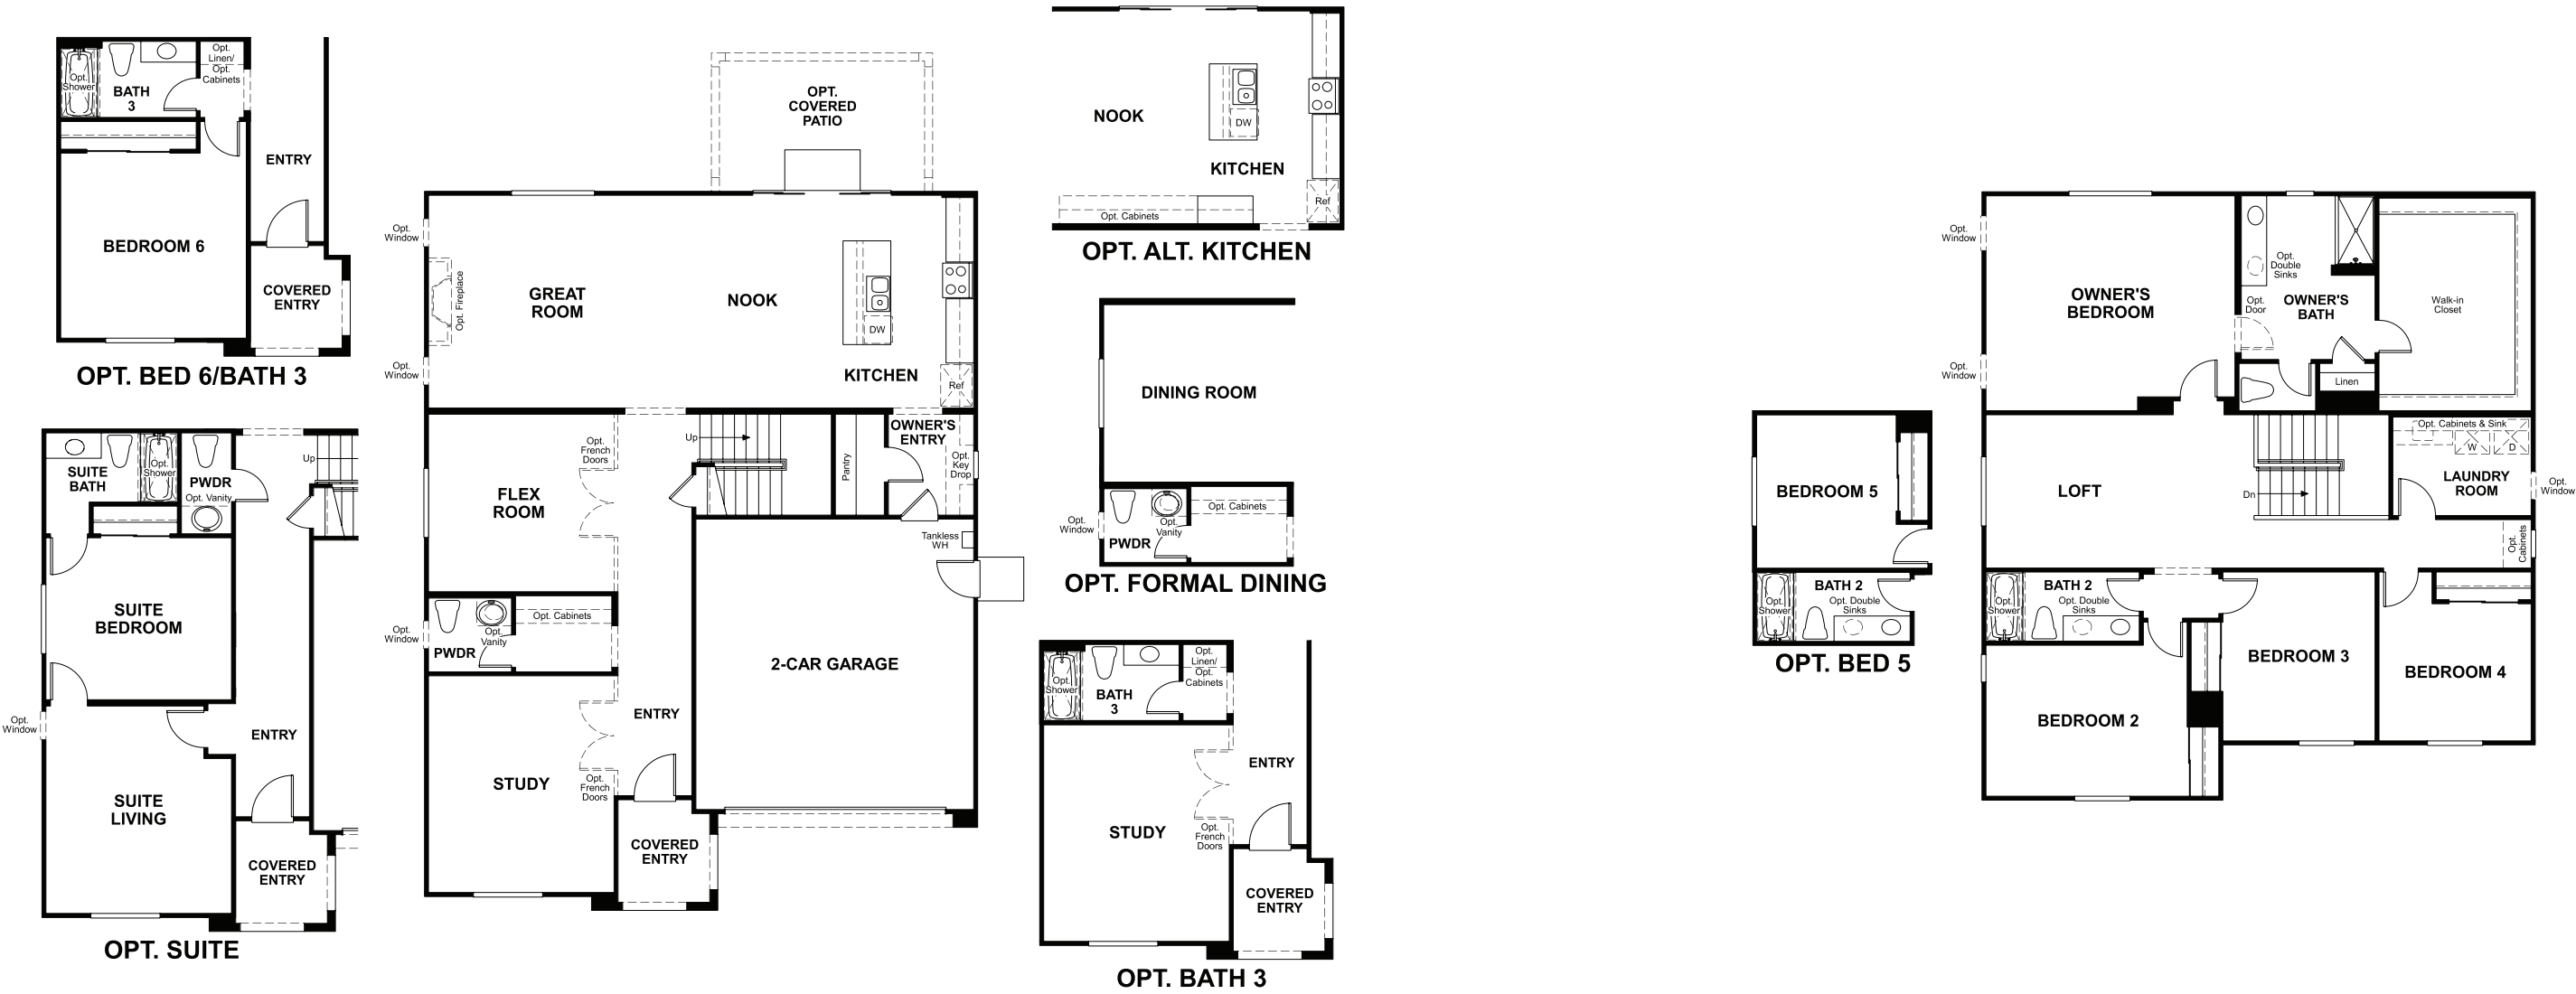 Opt.
Linen/
Opt.
Cabinets
Opt.
Shower
BATH
3
ENTRY
BEDROOM 6
COVERED
ENTRY
OPT. BED 6/BATH 3
SUITE
BATH
Opt.
Shower
PWDR
Opt. Vanity
Up
SUITE
BEDROOM
Opt.
Window
ENTRY
SUITE
LIVING
COVERED
ENTRY
OPT. SUITE
OPT.
COVERED
PATIO
Opt.
Window
Opt. Fireplace
GREAT
ROOM
NOOK
DW
Opt.
Window
KITCHEN
Ref
Opt.
French
Doors
Up
Pantry
OWNER'S
ENTRY
Opt.
Key
Drop
FLEX
ROOM
Tankless
WH
Opt.
Window
Opt.
Vanity
PWDR
Opt. Cabinets
2-CAR GARAGE
ENTRY
STUDY
Opt.
French
Doors
COVERED
ENTRY
NOOK
DW
KITCHEN
Ref
Opt. Cabinets
OPT. ALT. KITCHEN
DINING ROOM
Opt.
Window
Opt.
Vanity
PWDR
Opt. Cabinets
OPT. FORMAL DINING
Opt.
Linen/
Opt.
Cabinets
Opt.
Shower
BATH
3
ENTRY
STUDY
Opt.
French
Doors
COVERED
ENTRY
OPT. BATH 3
BEDROOM 5
BATH 2
Opt.
Shower
Opt. Double
Sinks
OPT. BED 5
Opt.
Window
OWNER'S
BEDROOM
Opt.
Window
Opt.
Double
Sinks
Opt.
Door
OWNER'S
BATH
Walk-in
Closet
Linen
Opt. Cabinets & Sink
W
D
LAUNDRY
ROOM
Opt.
Window
LOFT
Dn
Opt.
Cabinets
BATH 2
Opt.
Shower
Opt. Double
Sinks
BEDROOM 3
BEDROOM 4
BEDROOM 2